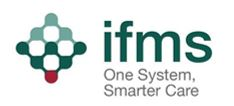 ifms
One System,
Smarter Care